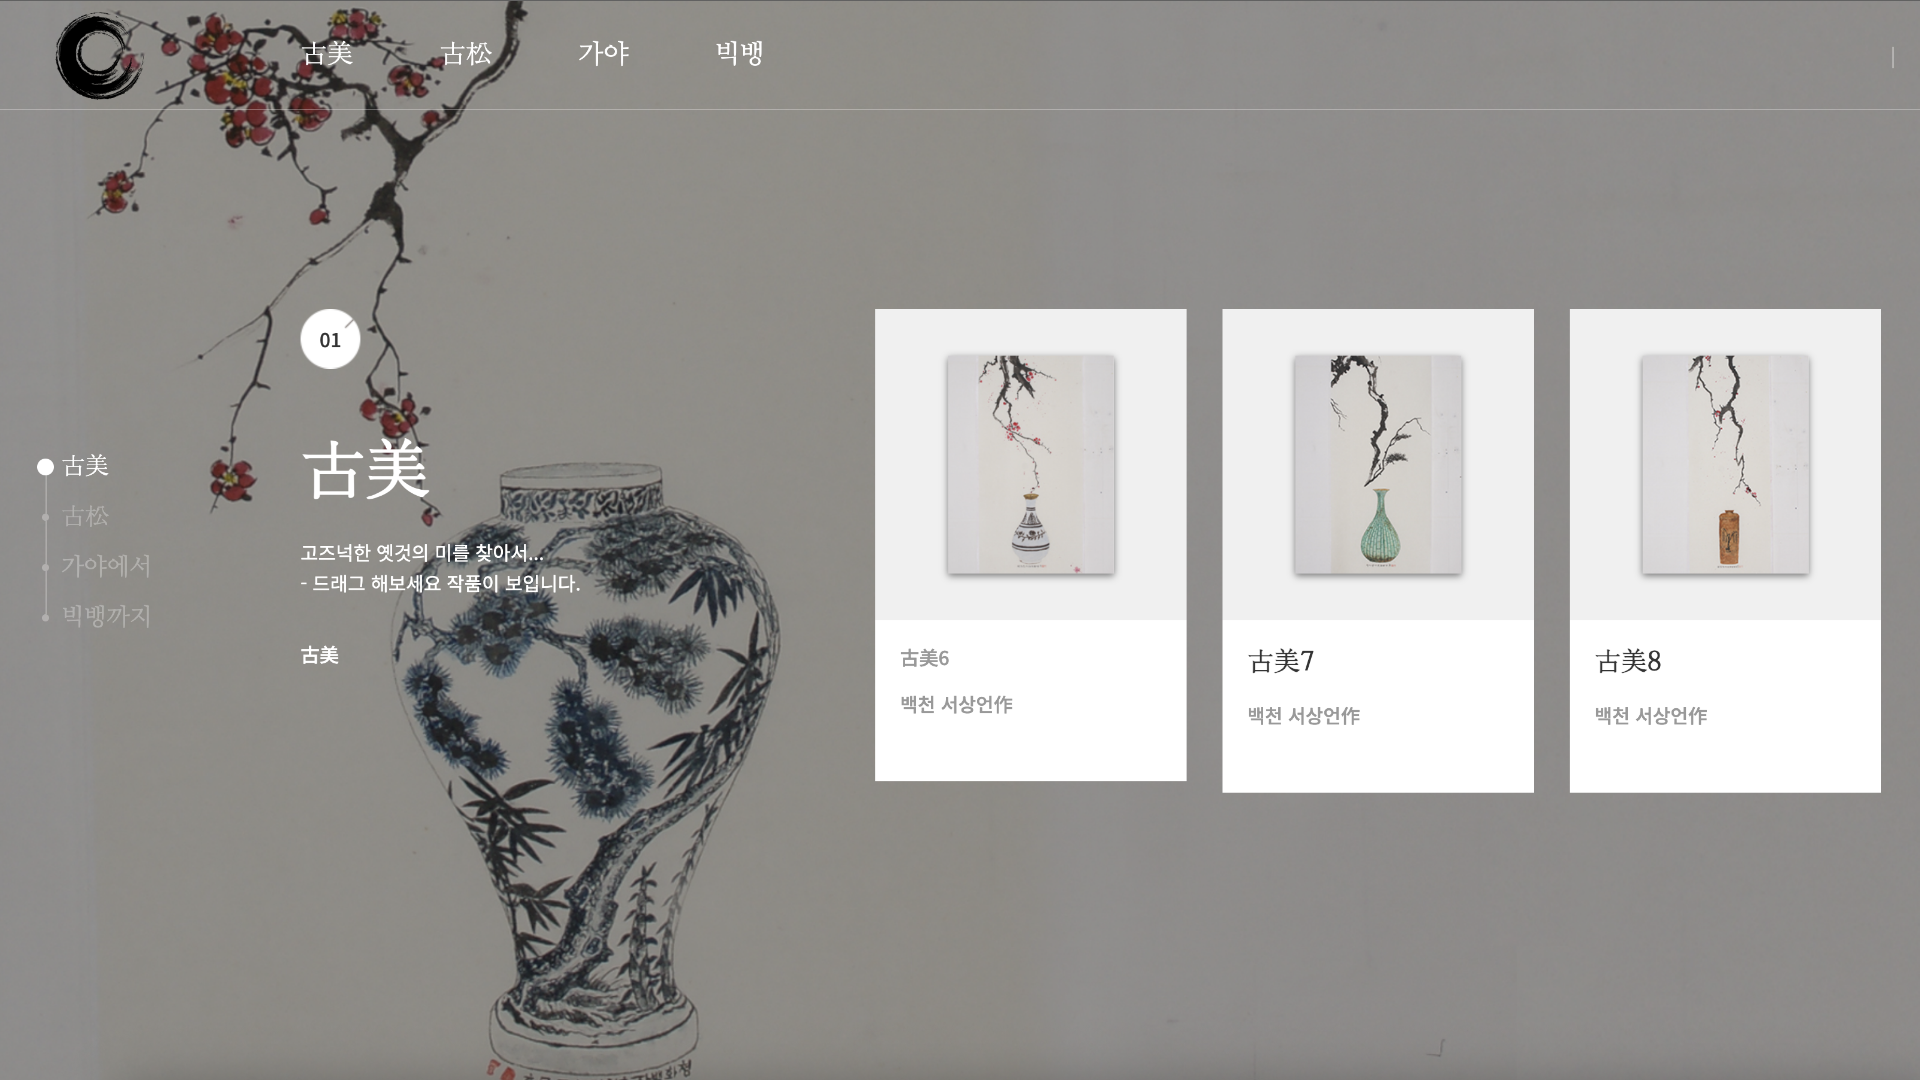 古美
古松
가야
빅뱅
01
古美
고즈넉한 옛것의 미를 찾아서...
- 드래그 해보세요 작품이 보입니다.
古美
古美
古松
가야에서
빅뱅까지
古美6
백천 서상언作
古美7
백천 서상언作
古美8
백천 서상언作